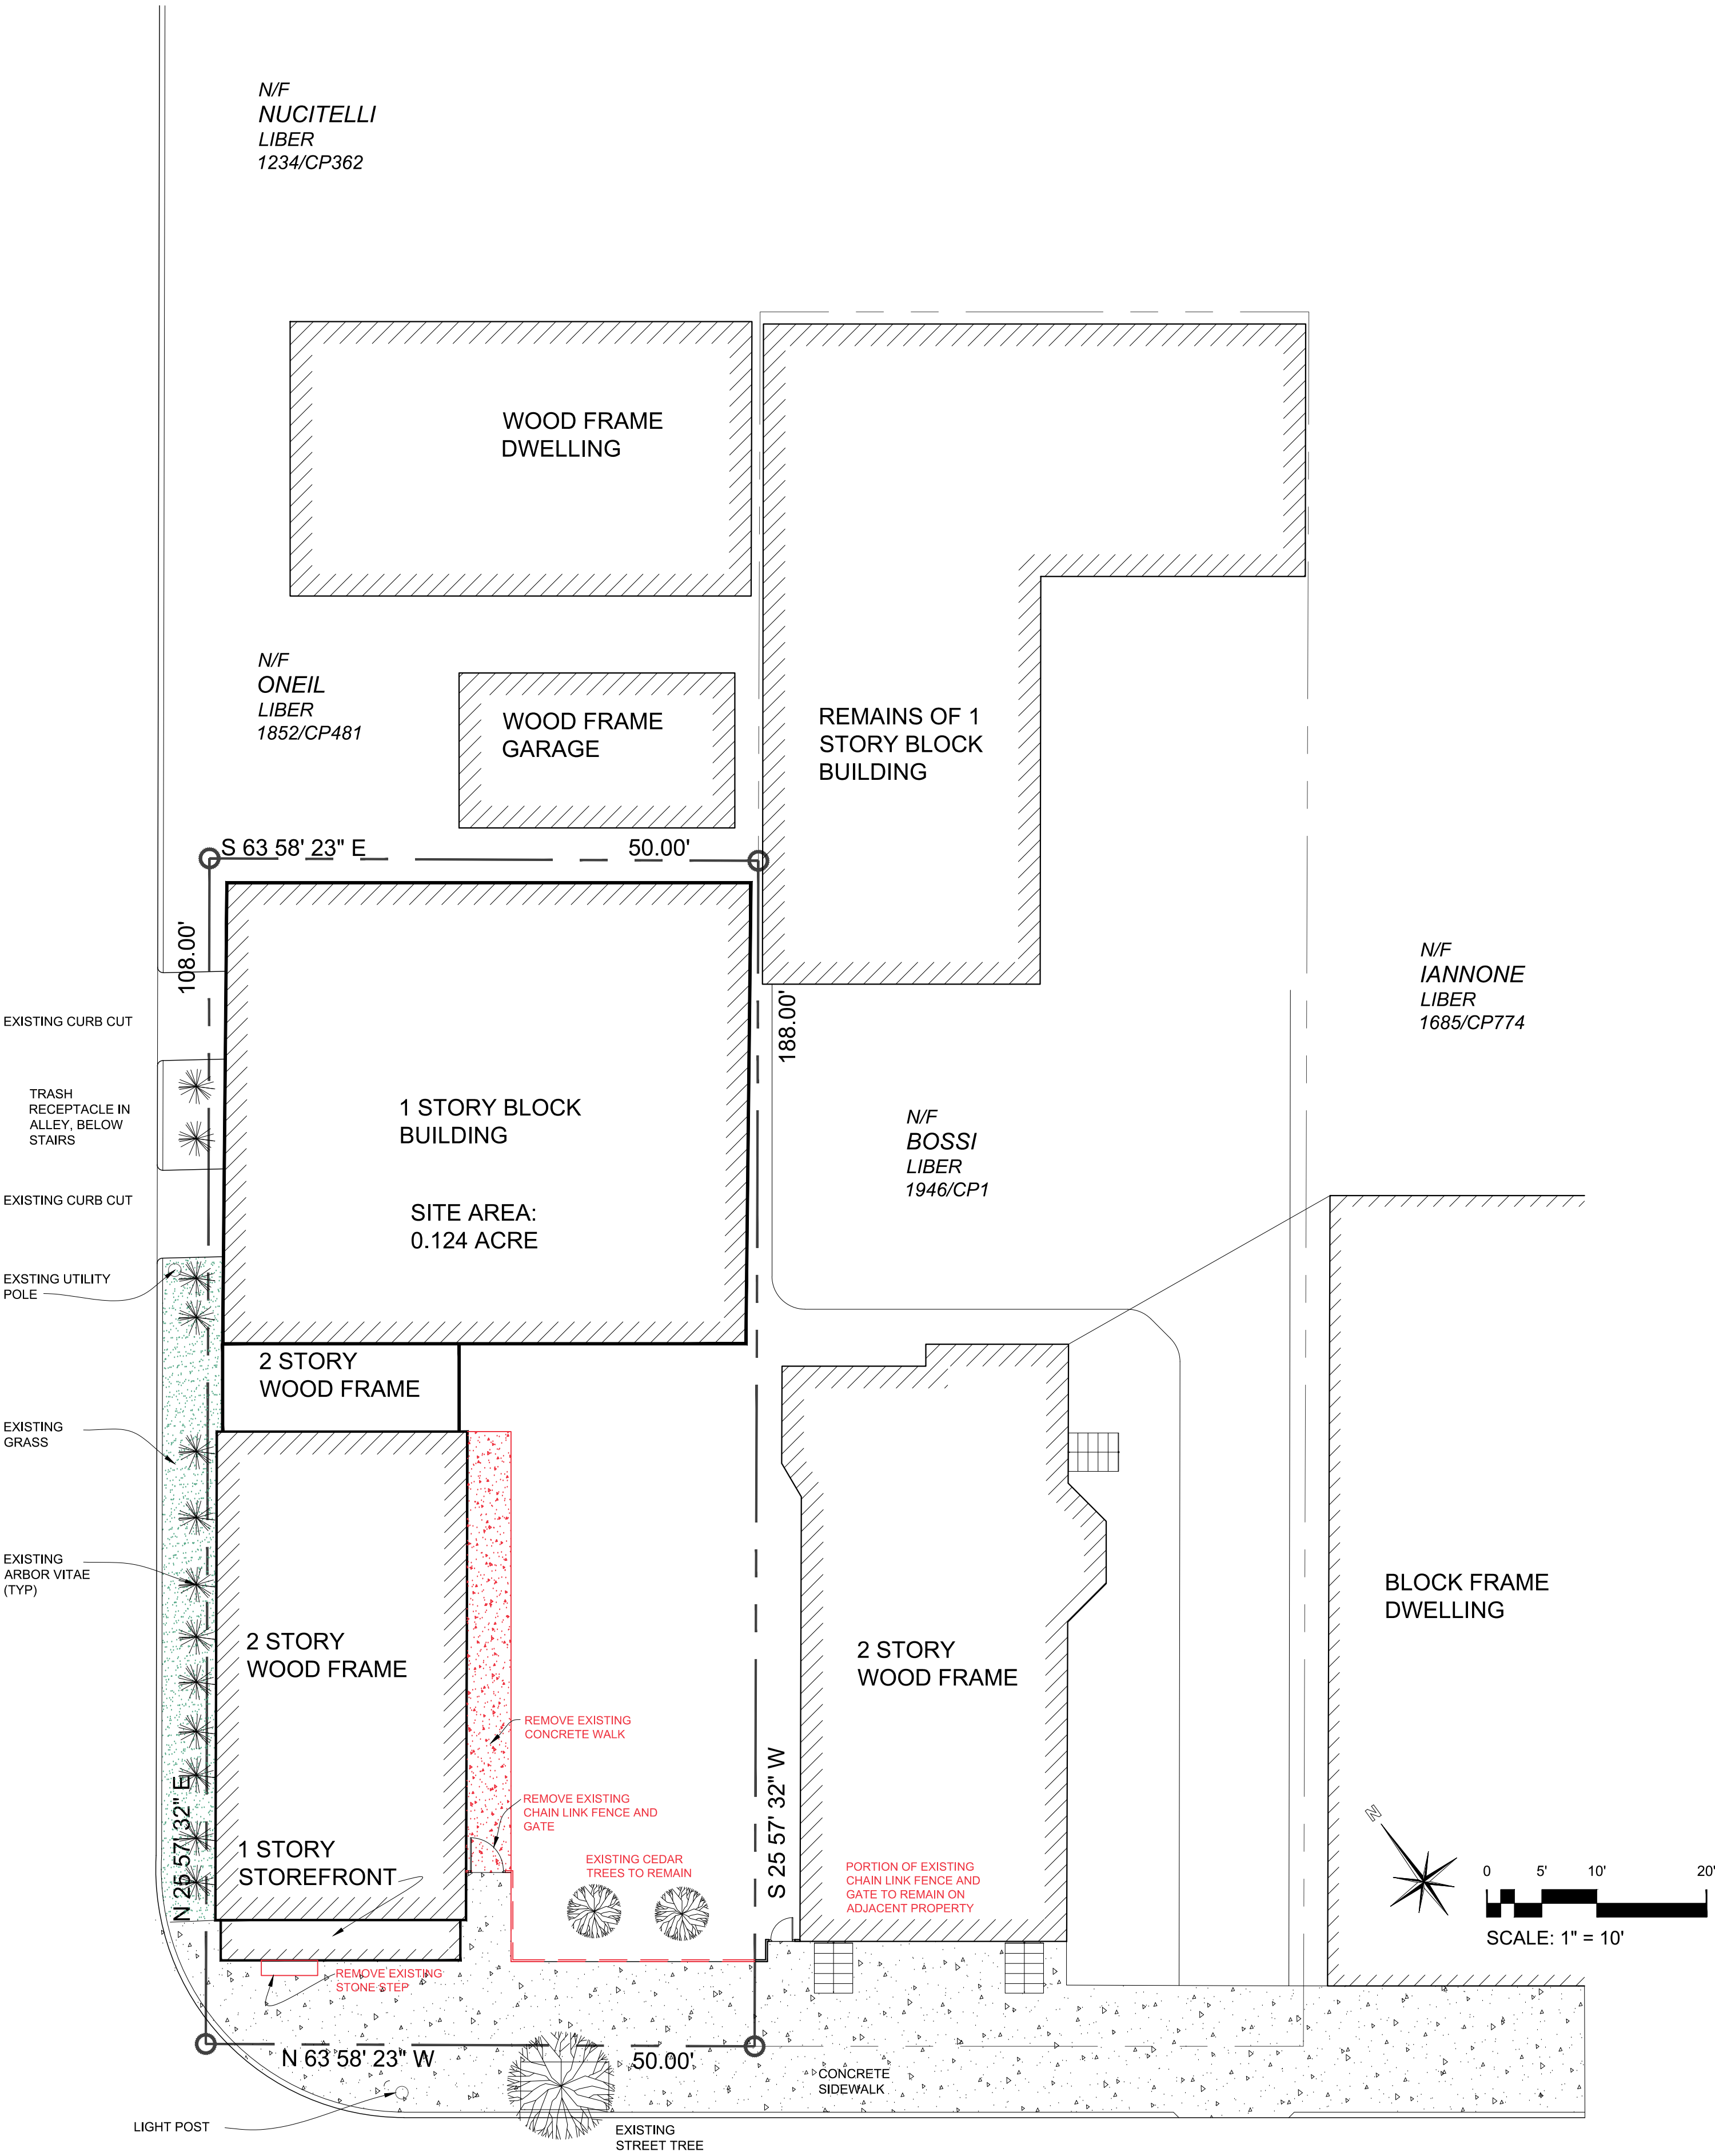 N/F
NUCITELLI
LIBER
1234/CP362
WOOD FRAME
DWELLING
N/F
ONEIL
LIBER
1852/CP481
WOOD FRAME
GARAGE
REMAINS OF 1
STORY BLOCK
BUILDING
S 63 58' 23" E
50.00'
108.00'
188.00'
N/F
IANNONE
LIBER
1685/CP774
EXISTING CURB CUT
TRASH
RECEPTACLE IN
ALLEY, BELOW
STAIRS
1 STORY BLOCK
BUILDING
N/F
BOSSI
LIBER
1946/CP1
EXISTING CURB CUT
SITE AREA:
0.124 ACRE
EXSTING UTILITY
POLE
2 STORY
WOOD FRAME
EXISTING
GRASS
EXISTING
ARBOR VITAE
(TYP)
BLOCK FRAME
DWELLING
2 STORY
WOOD FRAME
2 STORY
WOOD FRAME
REMOVE EXISTING
CONCRETE WALK
REMOVE EXISTING
CHAIN LINK FENCE AND
GATE
N 25 57' 32" E
S 25 57' 32" W
1 STORY
STOREFRONT
EXISTING CEDAR
TREES TO REMAIN
PORTION OF EXISTING
CHAIN LINK FENCE AND
GATE TO REMAIN ON
ADJACENT PROPERTY
N
0 5' 10' 20'
SCALE: 1" = 10'
REMOVE EXISTING
STONE STEP
N 63 58' 23" W
50.00'
CONCRETE
SIDEWALK
LIGHT POST
EXISTING
STREET TREE